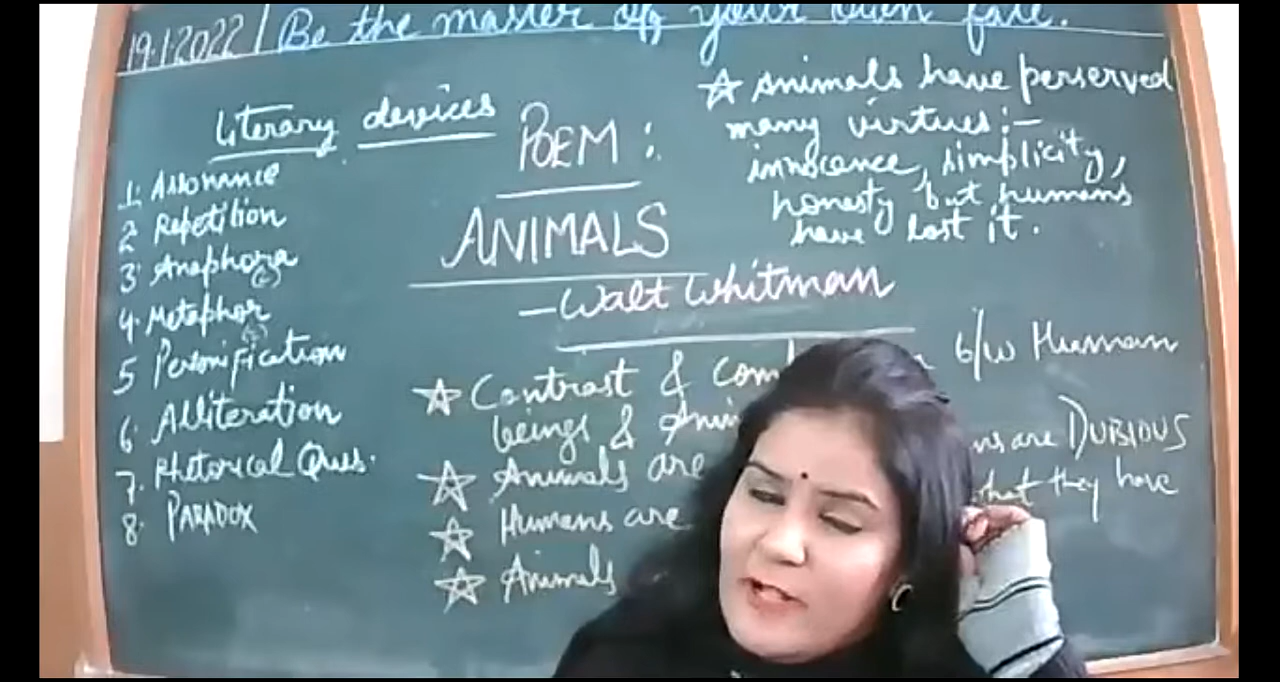 19.1.2022 | Be the master of your own fate.
Literary devices
1. Assonance
2. Repetition
3. Anaphora
4. Metaphor
5 Personification
6. Alliteration
7. Rhetorical Ques.
8. PARADOX
POEM :
ANIMALS
– Walt Whitman
☆ Animals have perserved
many virtues:-
innocence, simplicity,
honesty but humans
have lost it.
☆ Contrast & com b/w Human
beings & Anim
☆ Animals are ns are DUBIOUS
☆ Humans are that they have
☆ Animals